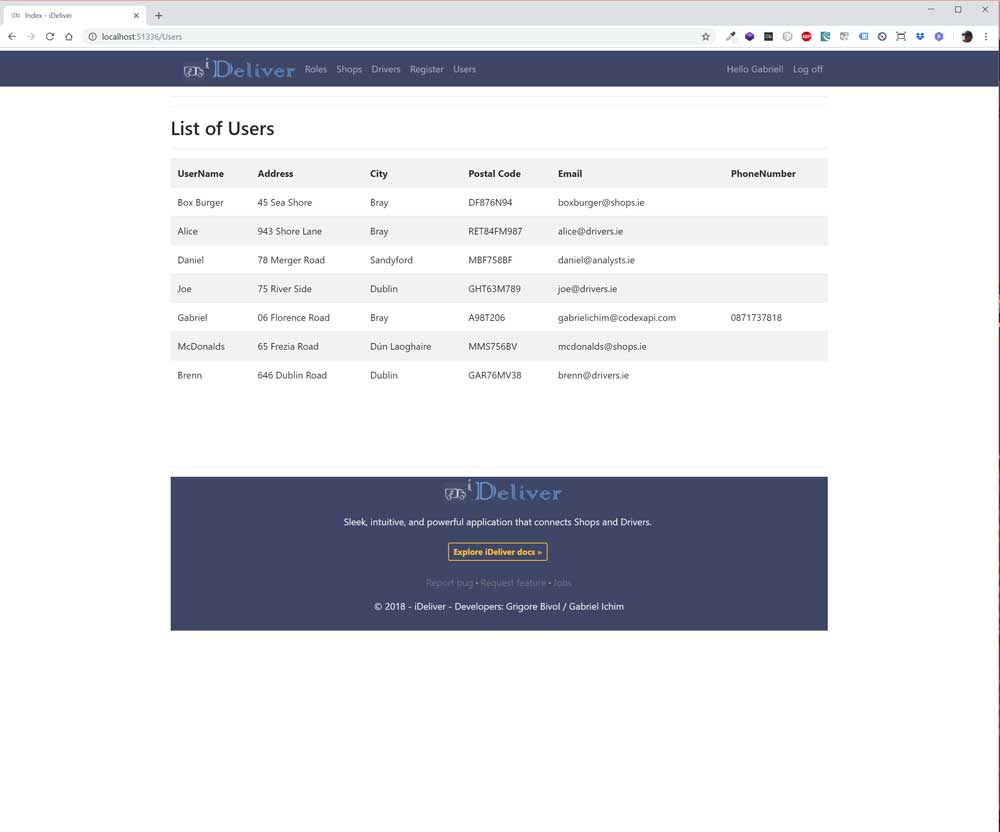 Index - iDeliver
localhost:51336/Users
iDeliver Roles Shops Drivers Register Users Hello Gabriel! Log off
List of Users
UserName Address City Postal Code Email PhoneNumber
Box Burger 45 Sea Shore Bray DF876N94 boxburger@shops.ie
Alice 943 Shore Lane Bray RET84FM987 alice@drivers.ie
Daniel 78 Merger Road Sandyford MBF758BF daniel@analysts.ie
Joe 75 River Side Dublin GHT63M789 joe@drivers.ie
Gabriel 06 Florence Road Bray A98T206 gabrielichim@codexapi.com 0871737818
McDonalds 65 Frezia Road Dún Laoghaire MMS756BV mcdonalds@shops.ie
Brenn 646 Dublin Road Dublin GAR76MV38 brenn@drivers.ie
iDeliver
Sleek, intuitive, and powerful application that connects Shops and Drivers.
Explore iDeliver docs »
Report bug · Request feature · Jobs
© 2018 - iDeliver - Developers: Grigore Bivol / Gabriel Ichim